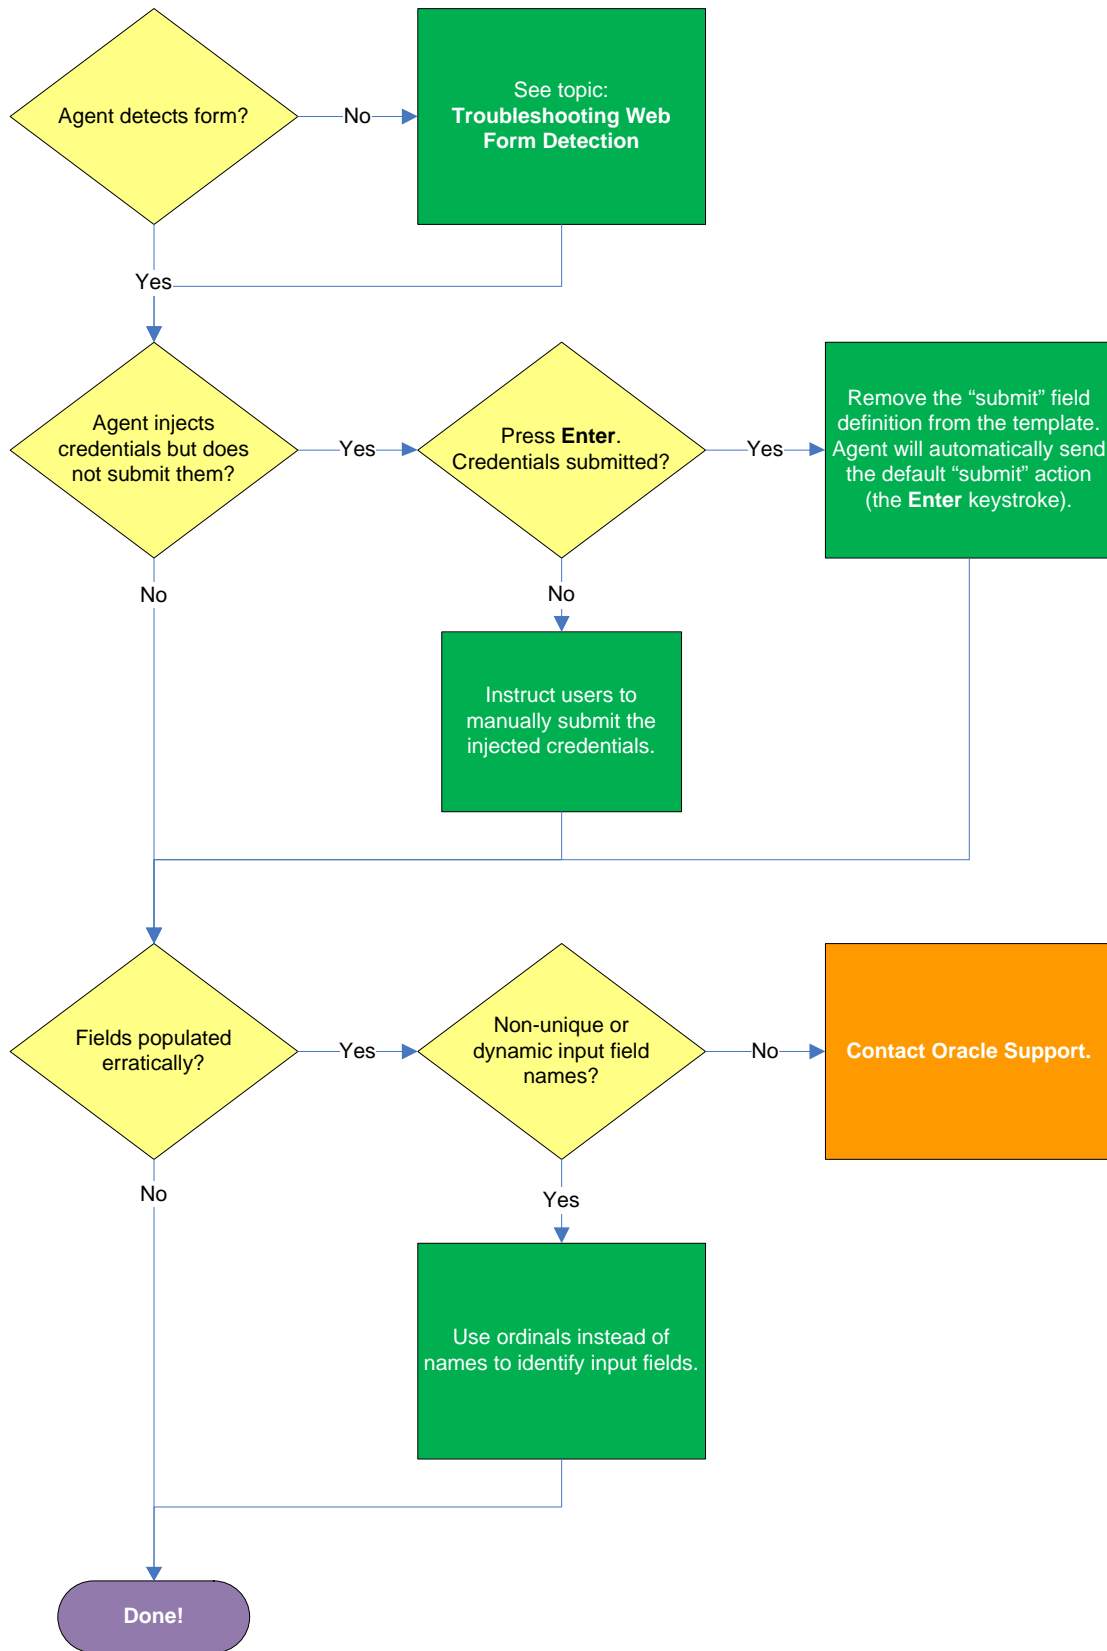 Agent detects form?
No
See topic:
Troubleshooting Web
Form Detection
Yes
Agent injects
credentials but does
not submit them?
Yes
Press Enter.
Credentials submitted?
Yes
Remove the “submit” field
definition from the template.
Agent will automatically send
the default “submit” action
(the Enter keystroke).
No
No
Instruct users to
manually submit the
injected credentials.
Fields populated
erratically?
Yes
Non-unique or
dynamic input field
names?
No
Contact Oracle Support.
No
Yes
Use ordinals instead of
names to identify input fields.
Done!